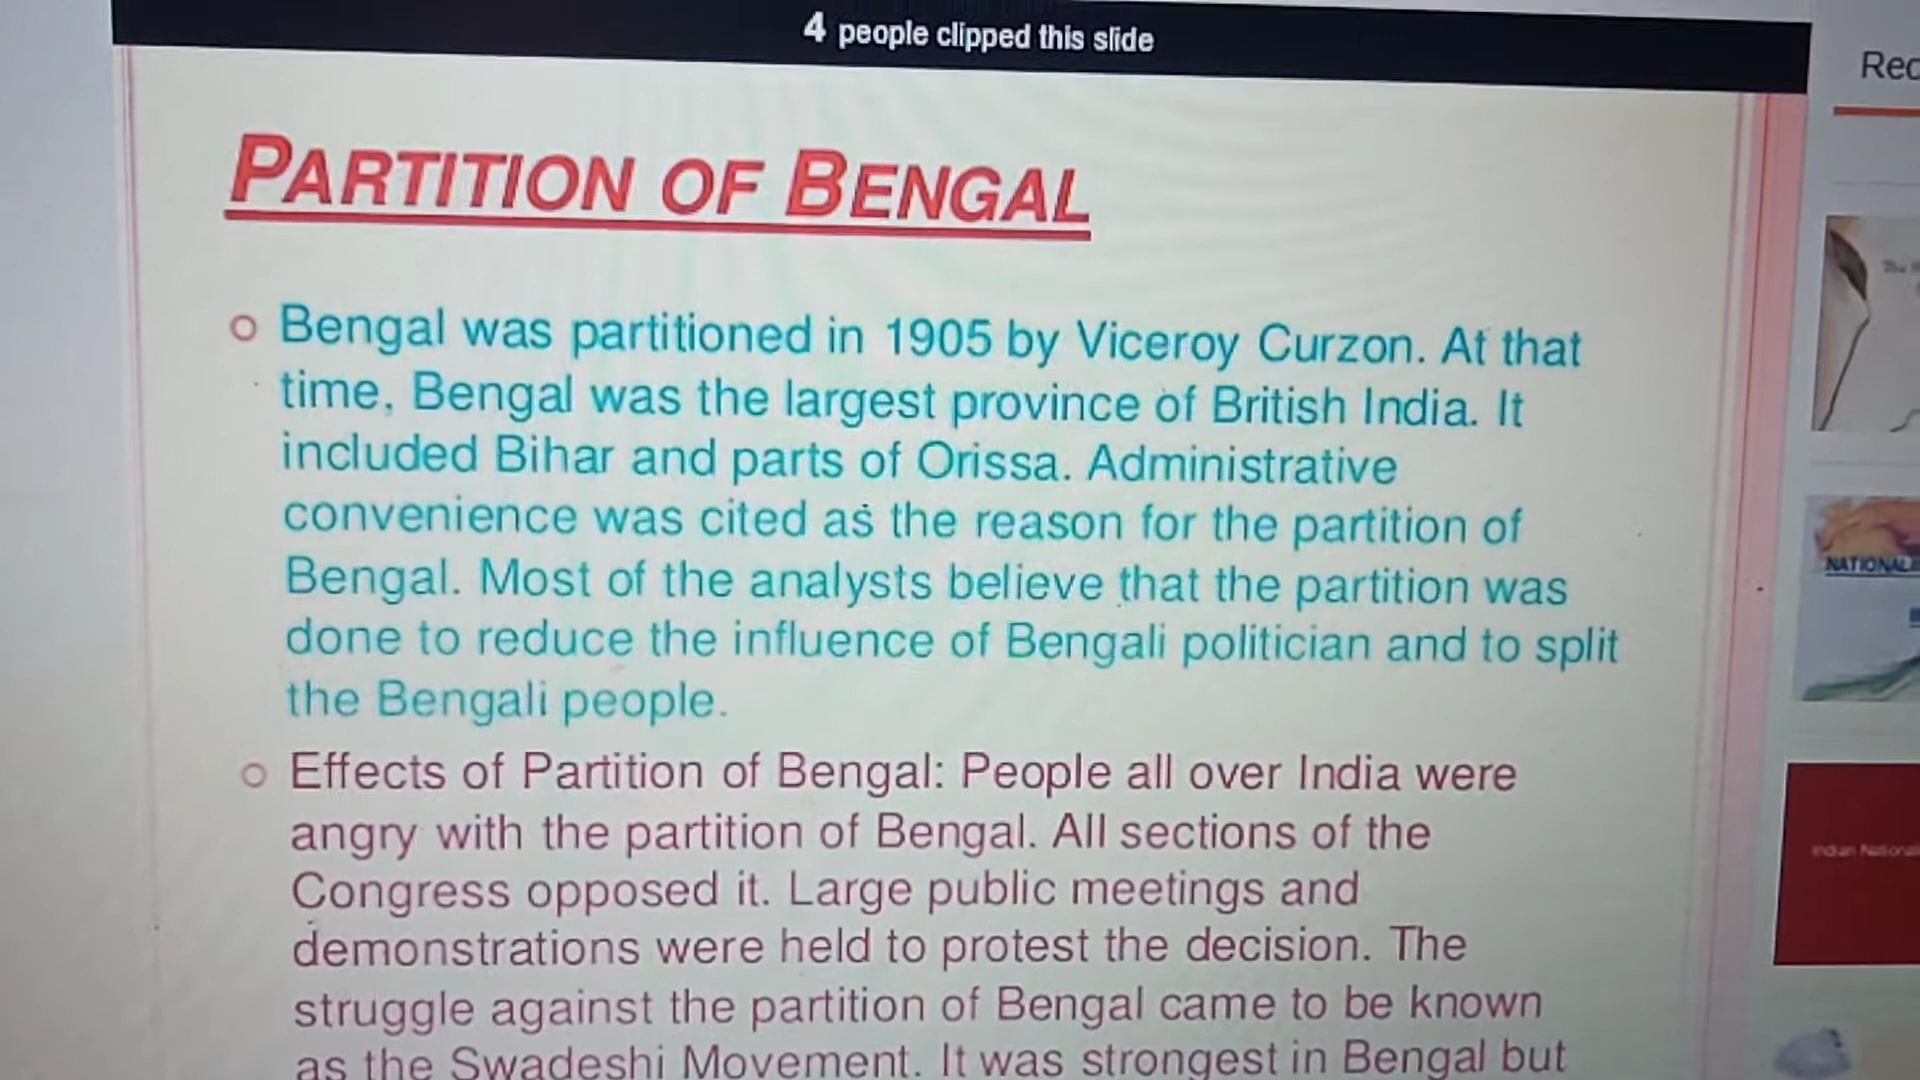 4 people clipped this slide
Rec
PARTITION OF BENGAL
Bengal was partitioned in 1905 by Viceroy Curzon. At that
time, Bengal was the largest province of British India. It
included Bihar and parts of Orissa. Administrative
convenience was cited as the reason for the partition of
Bengal. Most of the analysts believe that the partition was
done to reduce the influence of Bengali politician and to split
the Bengali people.
Effects of Partition of Bengal: People all over India were
angry with the partition of Bengal. All sections of the
Congress opposed it. Large public meetings and
demonstrations were held to protest the decision. The
struggle against the partition of Bengal came to be known
as the Swadeshi Movement. It was strongest in Bengal but
The
NATIONALI
Indian National